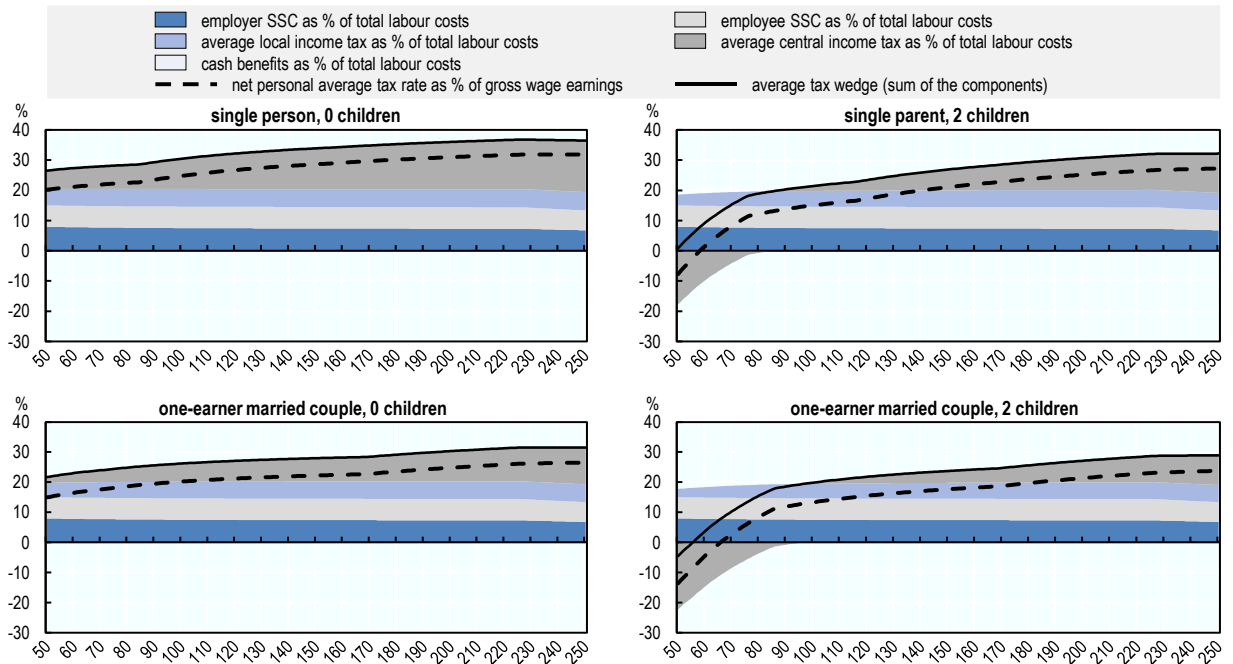 employer SSC as % of total labour costs
employee SSC as % of total labour costs
average local income tax as % of total labour costs
average central income tax as % of total labour costs
cash benefits as % of total labour costs
net personal average tax rate as % of gross wage earnings
average tax wedge (sum of the components)
%
single person, 0 children
40
30
20
10
0
-10
-20
-30
50 60 70 80 90 100 110 120 130 140 150 160 170 180 190 200 210 220 230 240 250
%
single parent, 2 children
40
30
20
10
0
-10
-20
-30
50 60 70 80 90 100 110 120 130 140 150 160 170 180 190 200 210 220 230 240 250
%
one-earner married couple, 0 children
40
30
20
10
0
-10
-20
-30
50 60 70 80 90 100 110 120 130 140 150 160 170 180 190 200 210 220 230 240 250
%
one-earner married couple, 2 children
40
30
20
10
0
-10
-20
-30
50 60 70 80 90 100 110 120 130 140 150 160 170 180 190 200 210 220 230 240 250